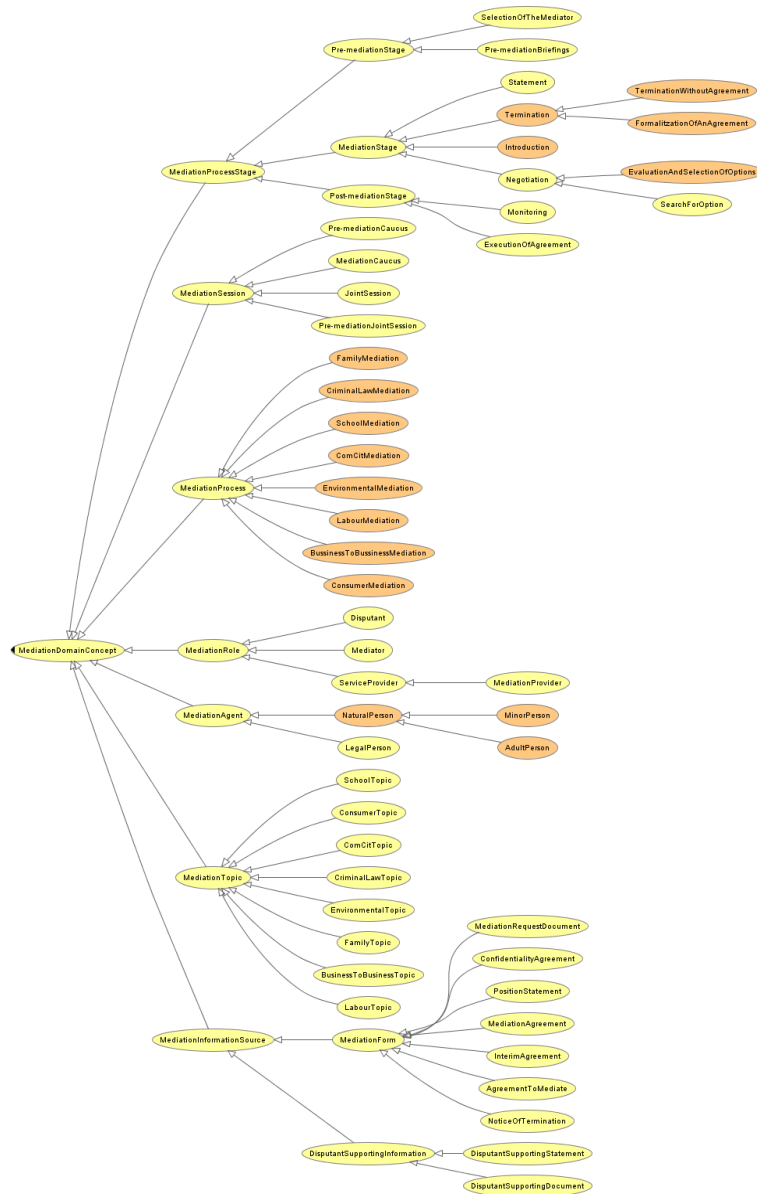 SelectionOfTheMediator
Pre-mediationStage
Pre-mediationBriefings
Statement
TerminationWithoutAgreement
Termination
FormalitzationOfAnAgreement
MediationStage
Introduction
MediationProcessStage
EvaluationAndSelectionOfOptions
Negotiation
Post-mediationStage
SearchForOption
Monitoring
Pre-mediationCaucus
ExecutionOfAgreement
MediationCaucus
MediationSession
JointSession
Pre-mediationJointSession
FamilyMediation
CriminalLawMediation
SchoolMediation
ComCitMediation
MediationProcess
EnvironmentalMediation
LabourMediation
BussinessToBussinessMediation
ConsumerMediation
Disputant
MediationDomainConcept
MediationRole
Mediator
ServiceProvider
MediationProvider
MediationAgent
NaturalPerson
MinorPerson
LegalPerson
AdultPerson
SchoolTopic
ConsumerTopic
ComCitTopic
MediationTopic
CriminalLawTopic
EnvironmentalTopic
MediationRequestDocument
FamilyTopic
ConfidentialityAgreement
BusinessToBusinessTopic
PositionStatement
LabourTopic
MediationAgreement
MediationInformationSource
MediationForm
InterimAgreement
AgreementToMediate
NoticeOfTermination
DisputantSupportingInformation
DisputantSupportingStatement
DisputantSupportingDocument